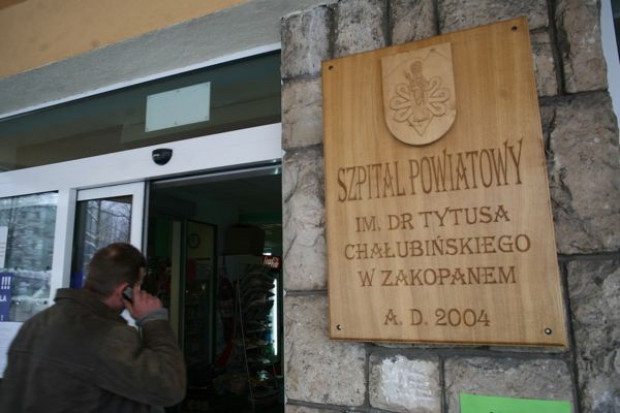 !!!
SZPITAL POWIATOWY
IM. DR TYTUSA
CHAŁUBIŃSKIEGO
W ZAKOPANEM
A. D. 2004